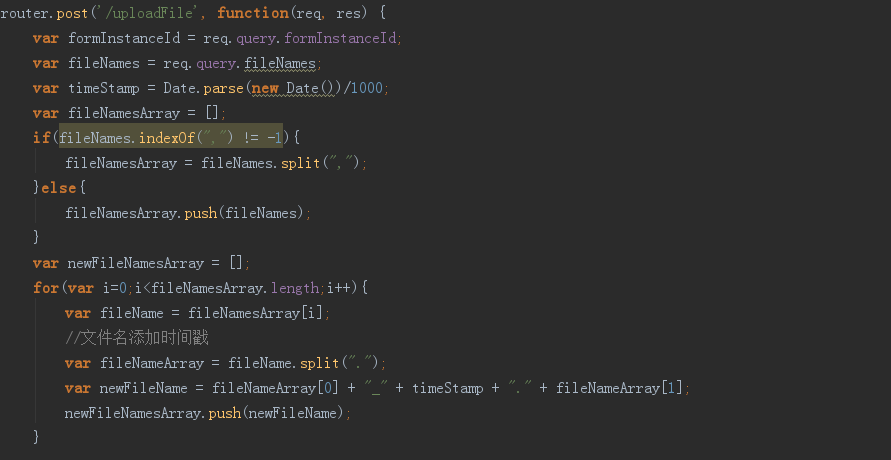 router.post('/uploadFile', function(req, res) {
var formInstanceId = req.query.formInstanceId;
var fileNames = req.query.fileNames;
var timeStamp = Date.parse(new Date())/1000;
var fileNamesArray = [];
if(fileNames.indexOf(",") != -1){
fileNamesArray = fileNames.split(",");
}else{
fileNamesArray.push(fileNames);
}
var newFileNamesArray = [];
for(var i=0;i<fileNamesArray.length;i++){
var fileName = fileNamesArray[i];
//文件名添加时间戳
var fileNameArray = fileName.split(".");
var newFileName = fileNameArray[0] + "_" + timeStamp + "." + fileNameArray[1];
newFileNamesArray.push(newFileName);
}